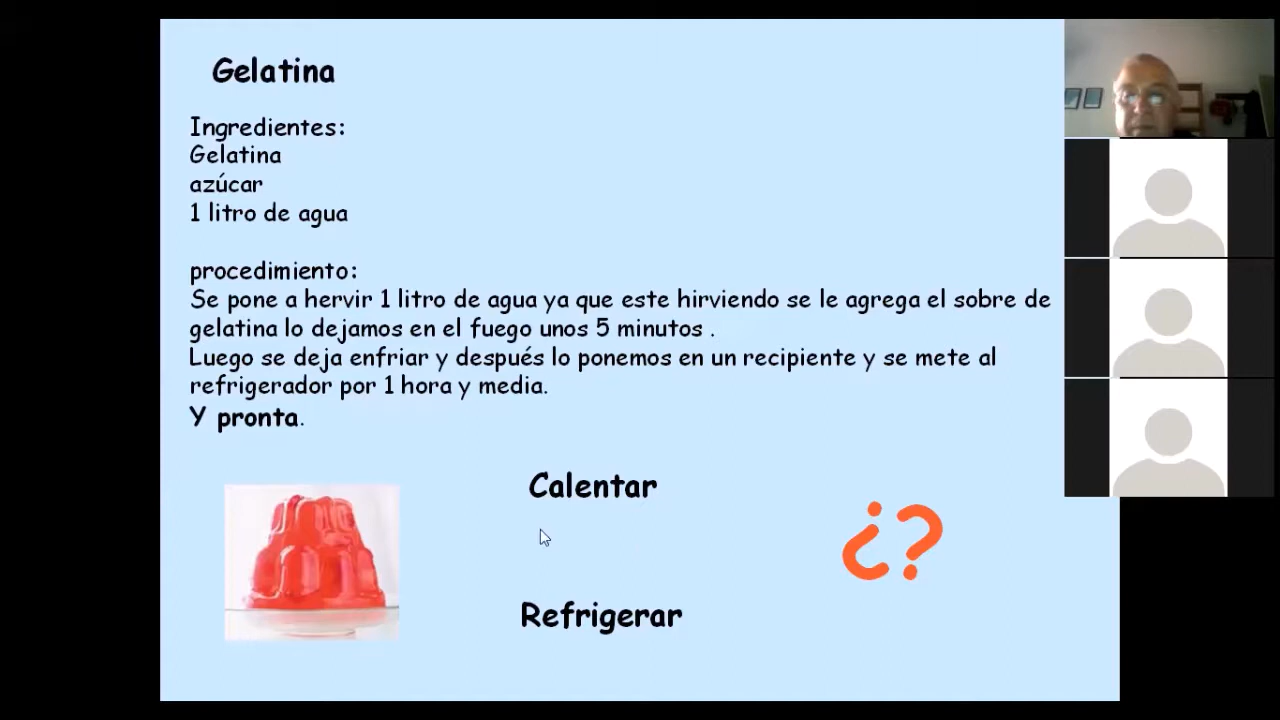 Gelatina
Ingredientes:
Gelatina
azúcar
1 litro de agua
procedimiento:
Se pone a hervir 1 litro de agua ya que este hirviendo se le agrega el sobre de
gelatina lo dejamos en el fuego unos 5 minutos .
Luego se deja enfriar y después lo ponemos en un recipiente y se mete al
refrigerador por 1 hora y media.
Y pronta.
Calentar
¿?
Refrigerar